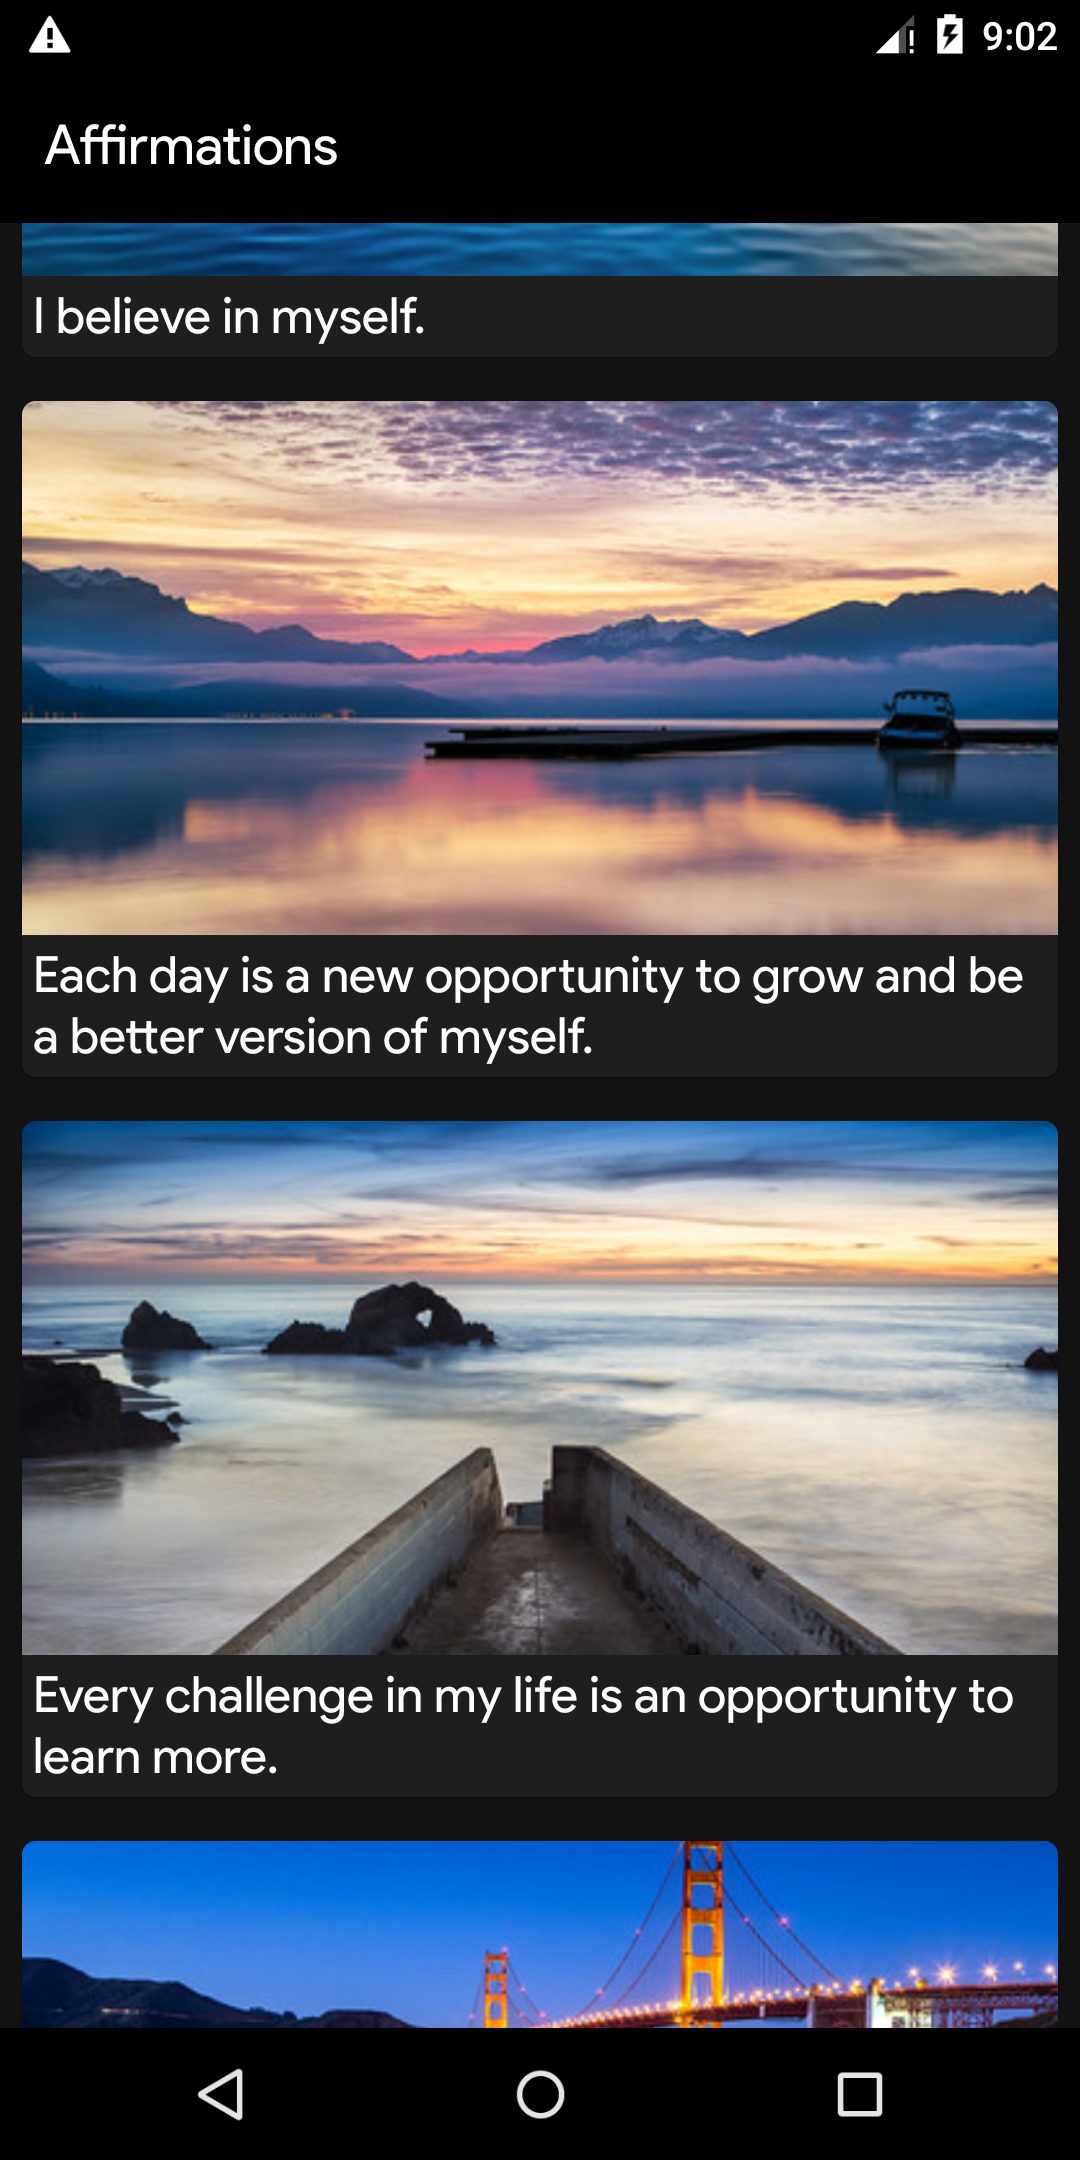 9:02
Affirmations
I believe in myself.
Each day is a new opportunity to grow and be
a better version of myself.
Every challenge in my life is an opportunity to
learn more.